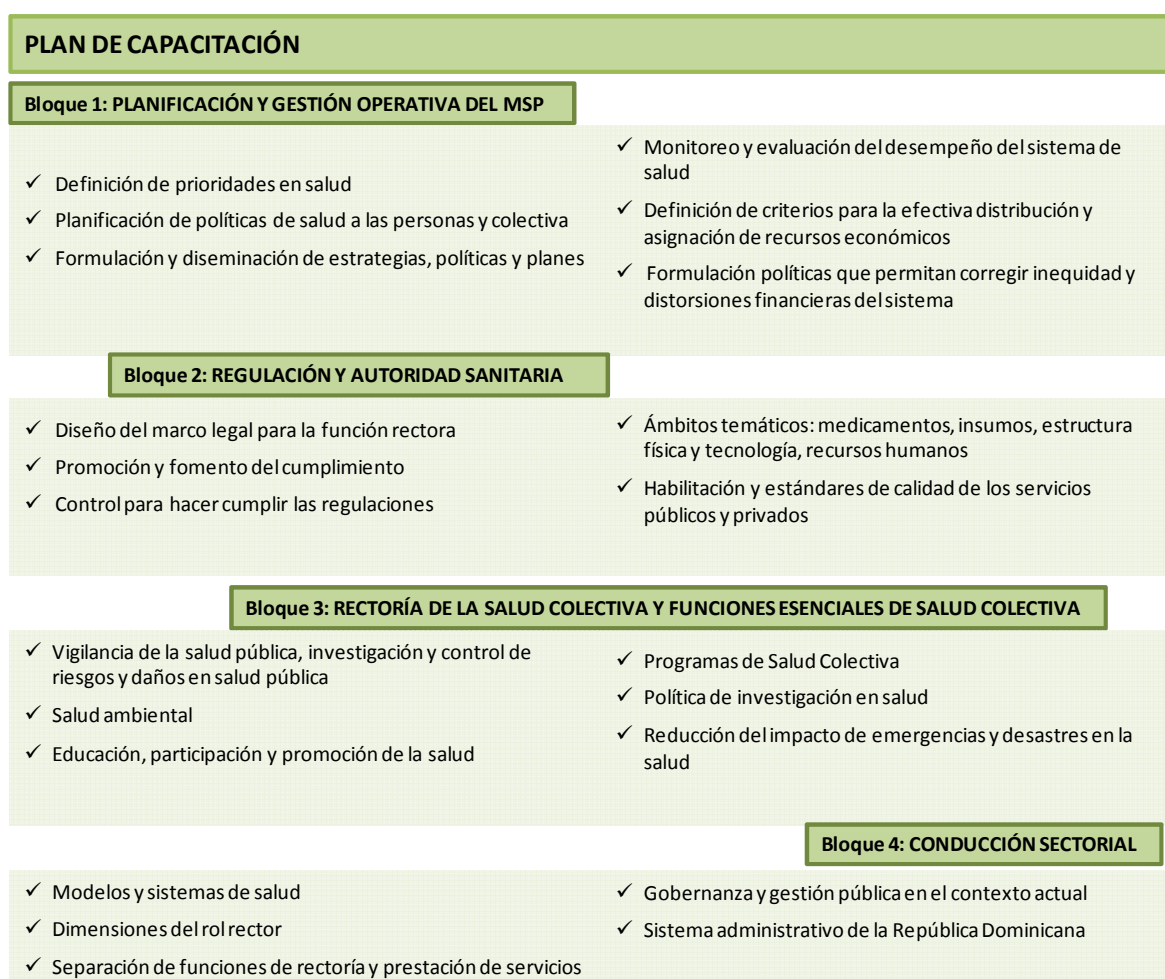 PLAN DE CAPACITACIÓN
Bloque 1: PLANIFICACIÓN Y GESTIÓN OPERATIVA DEL MSP
✓ Definición de prioridades en salud
✓ Planificación de políticas de salud a las personas y colectiva
✓ Formulación y diseminación de estrategias, políticas y planes
✓ Monitoreo y evaluación del desempeño del sistema de
salud
✓ Definición de criterios para la efectiva distribución y
asignación de recursos económicos
✓ Formulación políticas que permitan corregir inequidad y
distorsiones financieras del sistema
Bloque 2: REGULACIÓN Y AUTORIDAD SANITARIA
✓ Diseño del marco legal para la función rectora
✓ Promoción y fomento del cumplimiento
✓ Control para hacer cumplir las regulaciones
✓ Ámbitos temáticos: medicamentos, insumos, estructura
física y tecnología, recursos humanos
✓ Habilitación y estándares de calidad de los servicios
públicos y privados
Bloque 3: RECTORÍA DE LA SALUD COLECTIVA Y FUNCIONES ESENCIALES DE SALUD COLECTIVA
✓ Vigilancia de la salud pública, investigación y control de
riesgos y daños en salud pública
✓ Salud ambiental
✓ Educación, participación y promoción de la salud
✓ Programas de Salud Colectiva
✓ Política de investigación en salud
✓ Reducción del impacto de emergencias y desastres en la
salud
Bloque 4: CONDUCCIÓN SECTORIAL
✓ Modelos y sistemas de salud
✓ Dimensiones del rol rector
✓ Separación de funciones de rectoría y prestación de servicios
✓ Gobernanza y gestión pública en el contexto actual
✓ Sistema administrativo de la República Dominicana